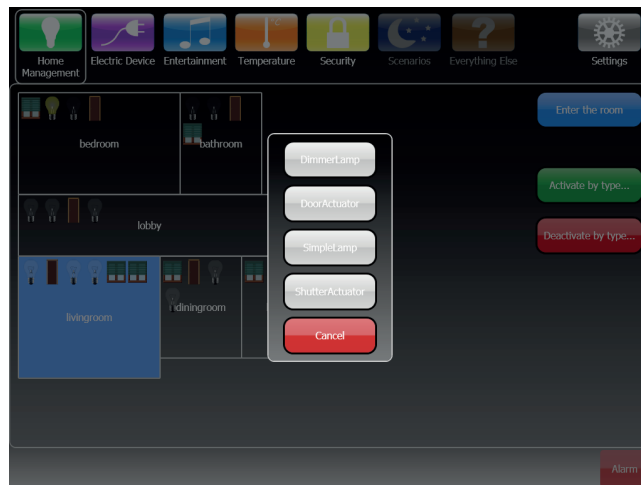 °C
?
Home
Management
Electric Device
Entertainment
Temperature
Security
Scenarios
Everything Else
Settings
Enter the room
bedroom
bathroom
DimmerLamp
Activate by type...
DoorActuator
lobby
Deactivate by type...
SimpleLamp
ShutterActuator
diningroom
livingroom
Cancel
Alarm